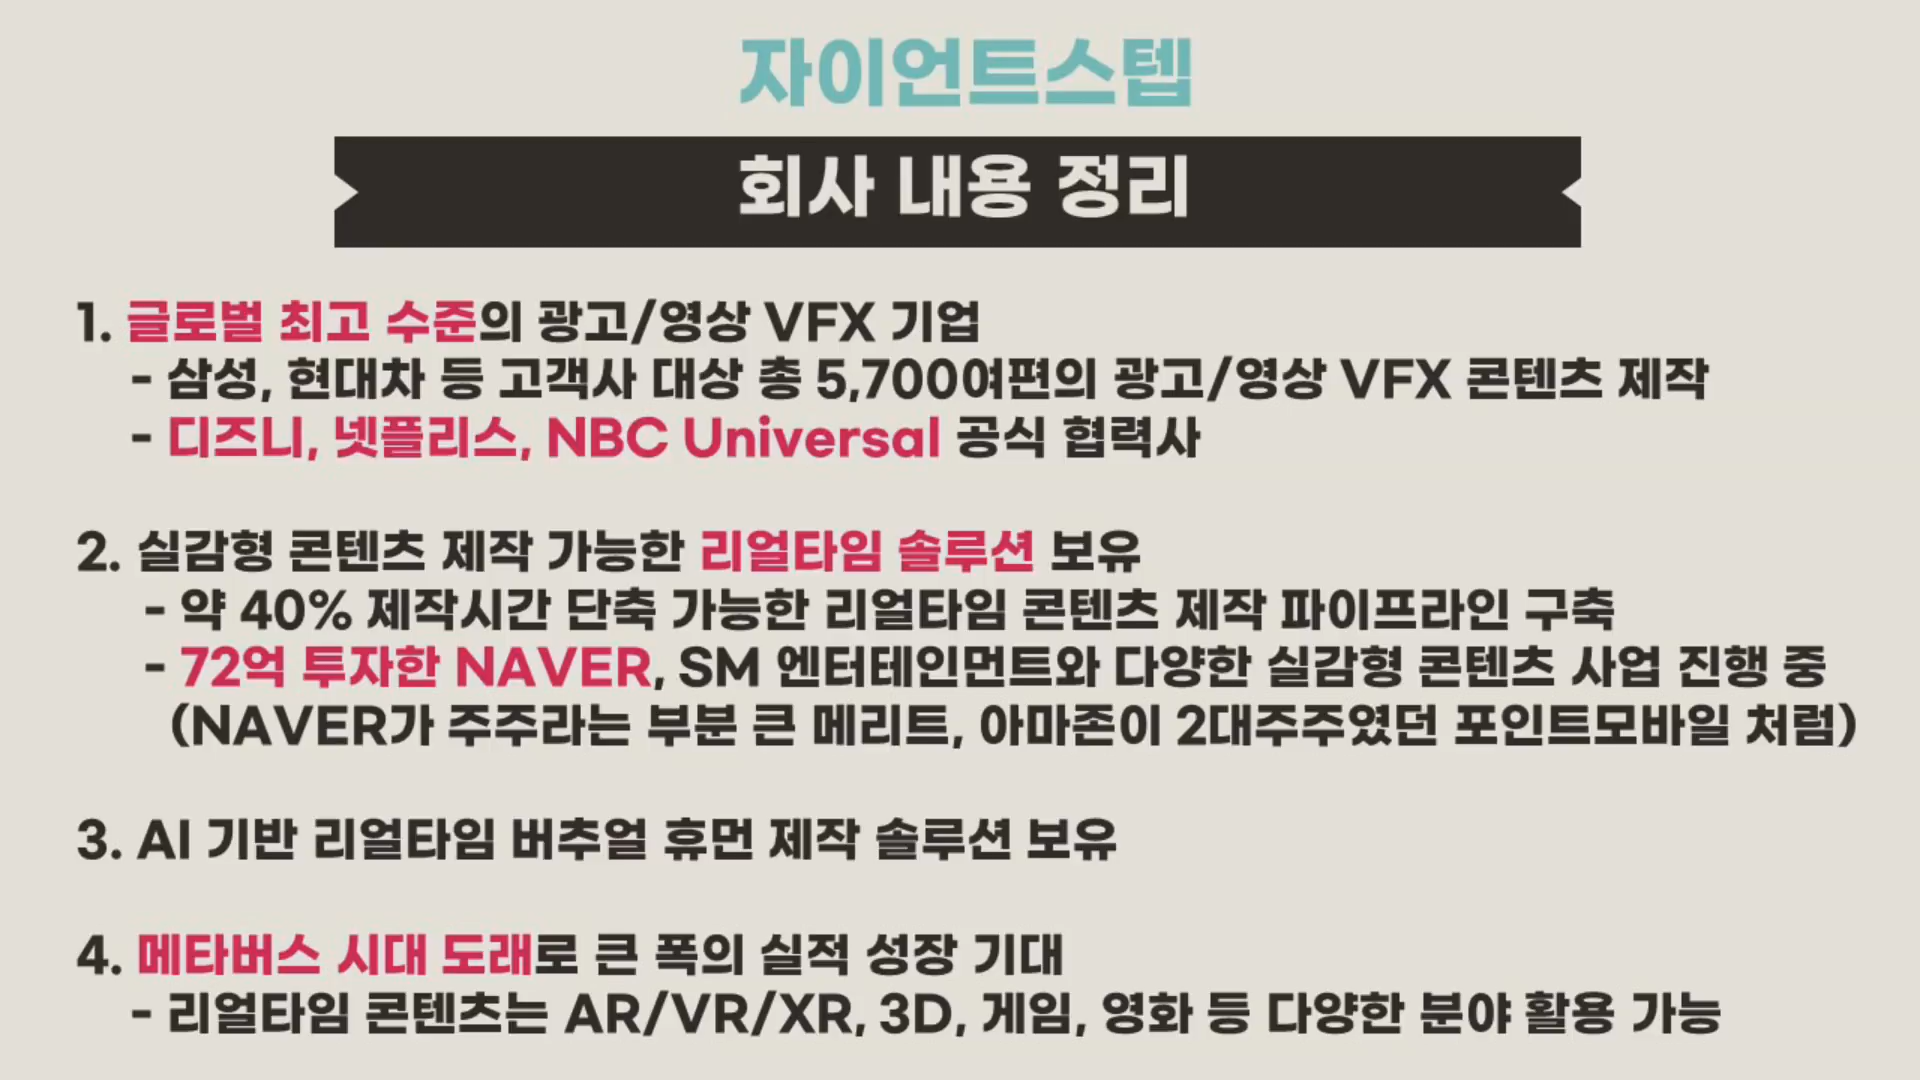 자이언트스텝
회사 내용 정리
1. 글로벌 최고 수준의 광고/영상 VFX 기업
- 삼성, 현대차 등 고객사 대상 총 5,700여편의 광고/영상 VFX 콘텐츠 제작
- 디즈니, 넷플리스, NBC Universal 공식 협력사
2. 실감형 콘텐츠 제작 가능한 리얼타임 솔루션 보유
- 약 40% 제작시간 단축 가능한 리얼타임 콘텐츠 제작 파이프라인 구축
- 72억 투자한 NAVER, SM 엔터테인먼트와 다양한 실감형 콘텐츠 사업 진행 중
(NAVER가 주주라는 부분 큰 메리트, 아마존이 2대주주였던 포인트모바일 처럼)
3. AI 기반 리얼타임 버추얼 휴먼 제작 솔루션 보유
4. 메타버스 시대 도래로 큰 폭의 실적 성장 기대
- 리얼타임 콘텐츠는 AR/VR/XR, 3D, 게임, 영화 등 다양한 분야 활용 가능